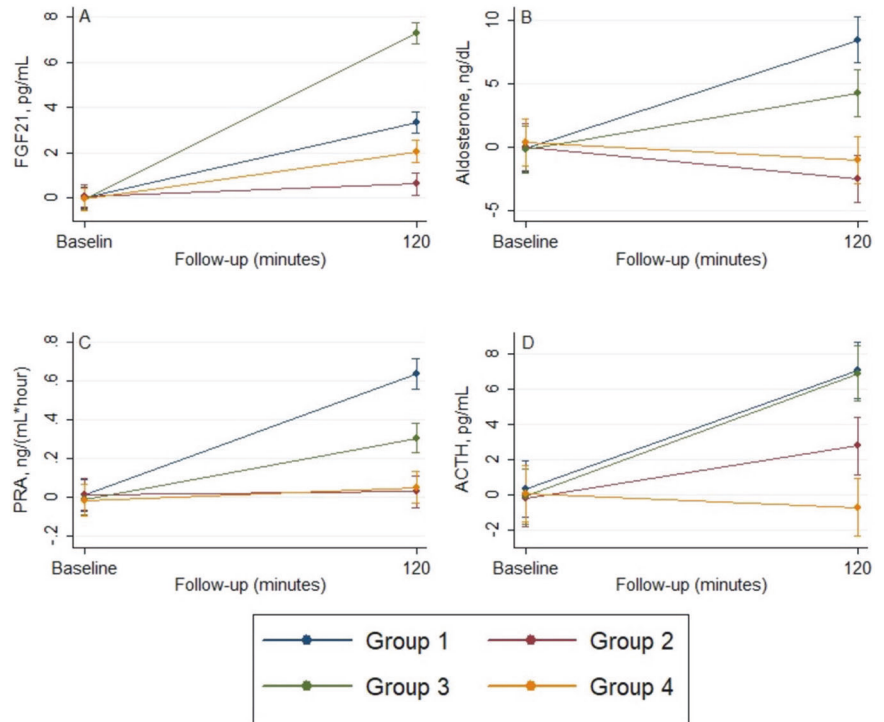 A
FGF21, pg/mL
8
6
4
2
0
Baselin
120
Follow-up (minutes)
B
Aldosterone, ng/dL
10
5
0
-5
Baseline
120
Follow-up (minutes)
C
PRA, ng/(mL*hour)
.8
.6
.4
.2
0
-.2
Baseline
120
Follow-up (minutes)
D
ACTH, pg/mL
8
6
4
2
0
-2
Baseline
120
Follow-up (minutes)
Group 1
Group 2
Group 3
Group 4